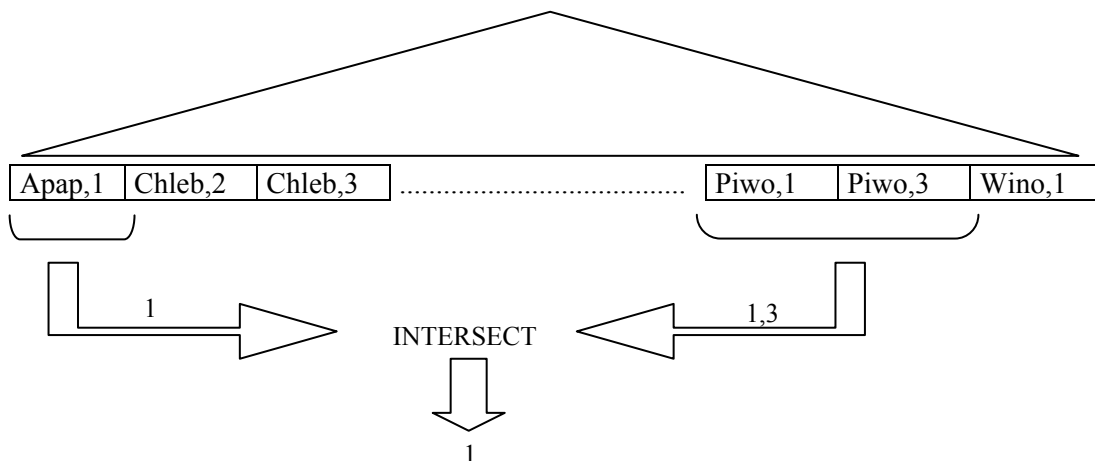 Apap,1 Chleb,2 Chleb,3 ....................................... Piwo,1 Piwo,3 Wino,1
1 1,3
INTERSECT
1